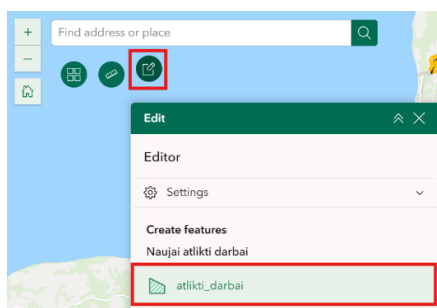 Find address or place
Edit
Editor
Settings
Create features
Naujai atlikti darbai
atlikti_darbai